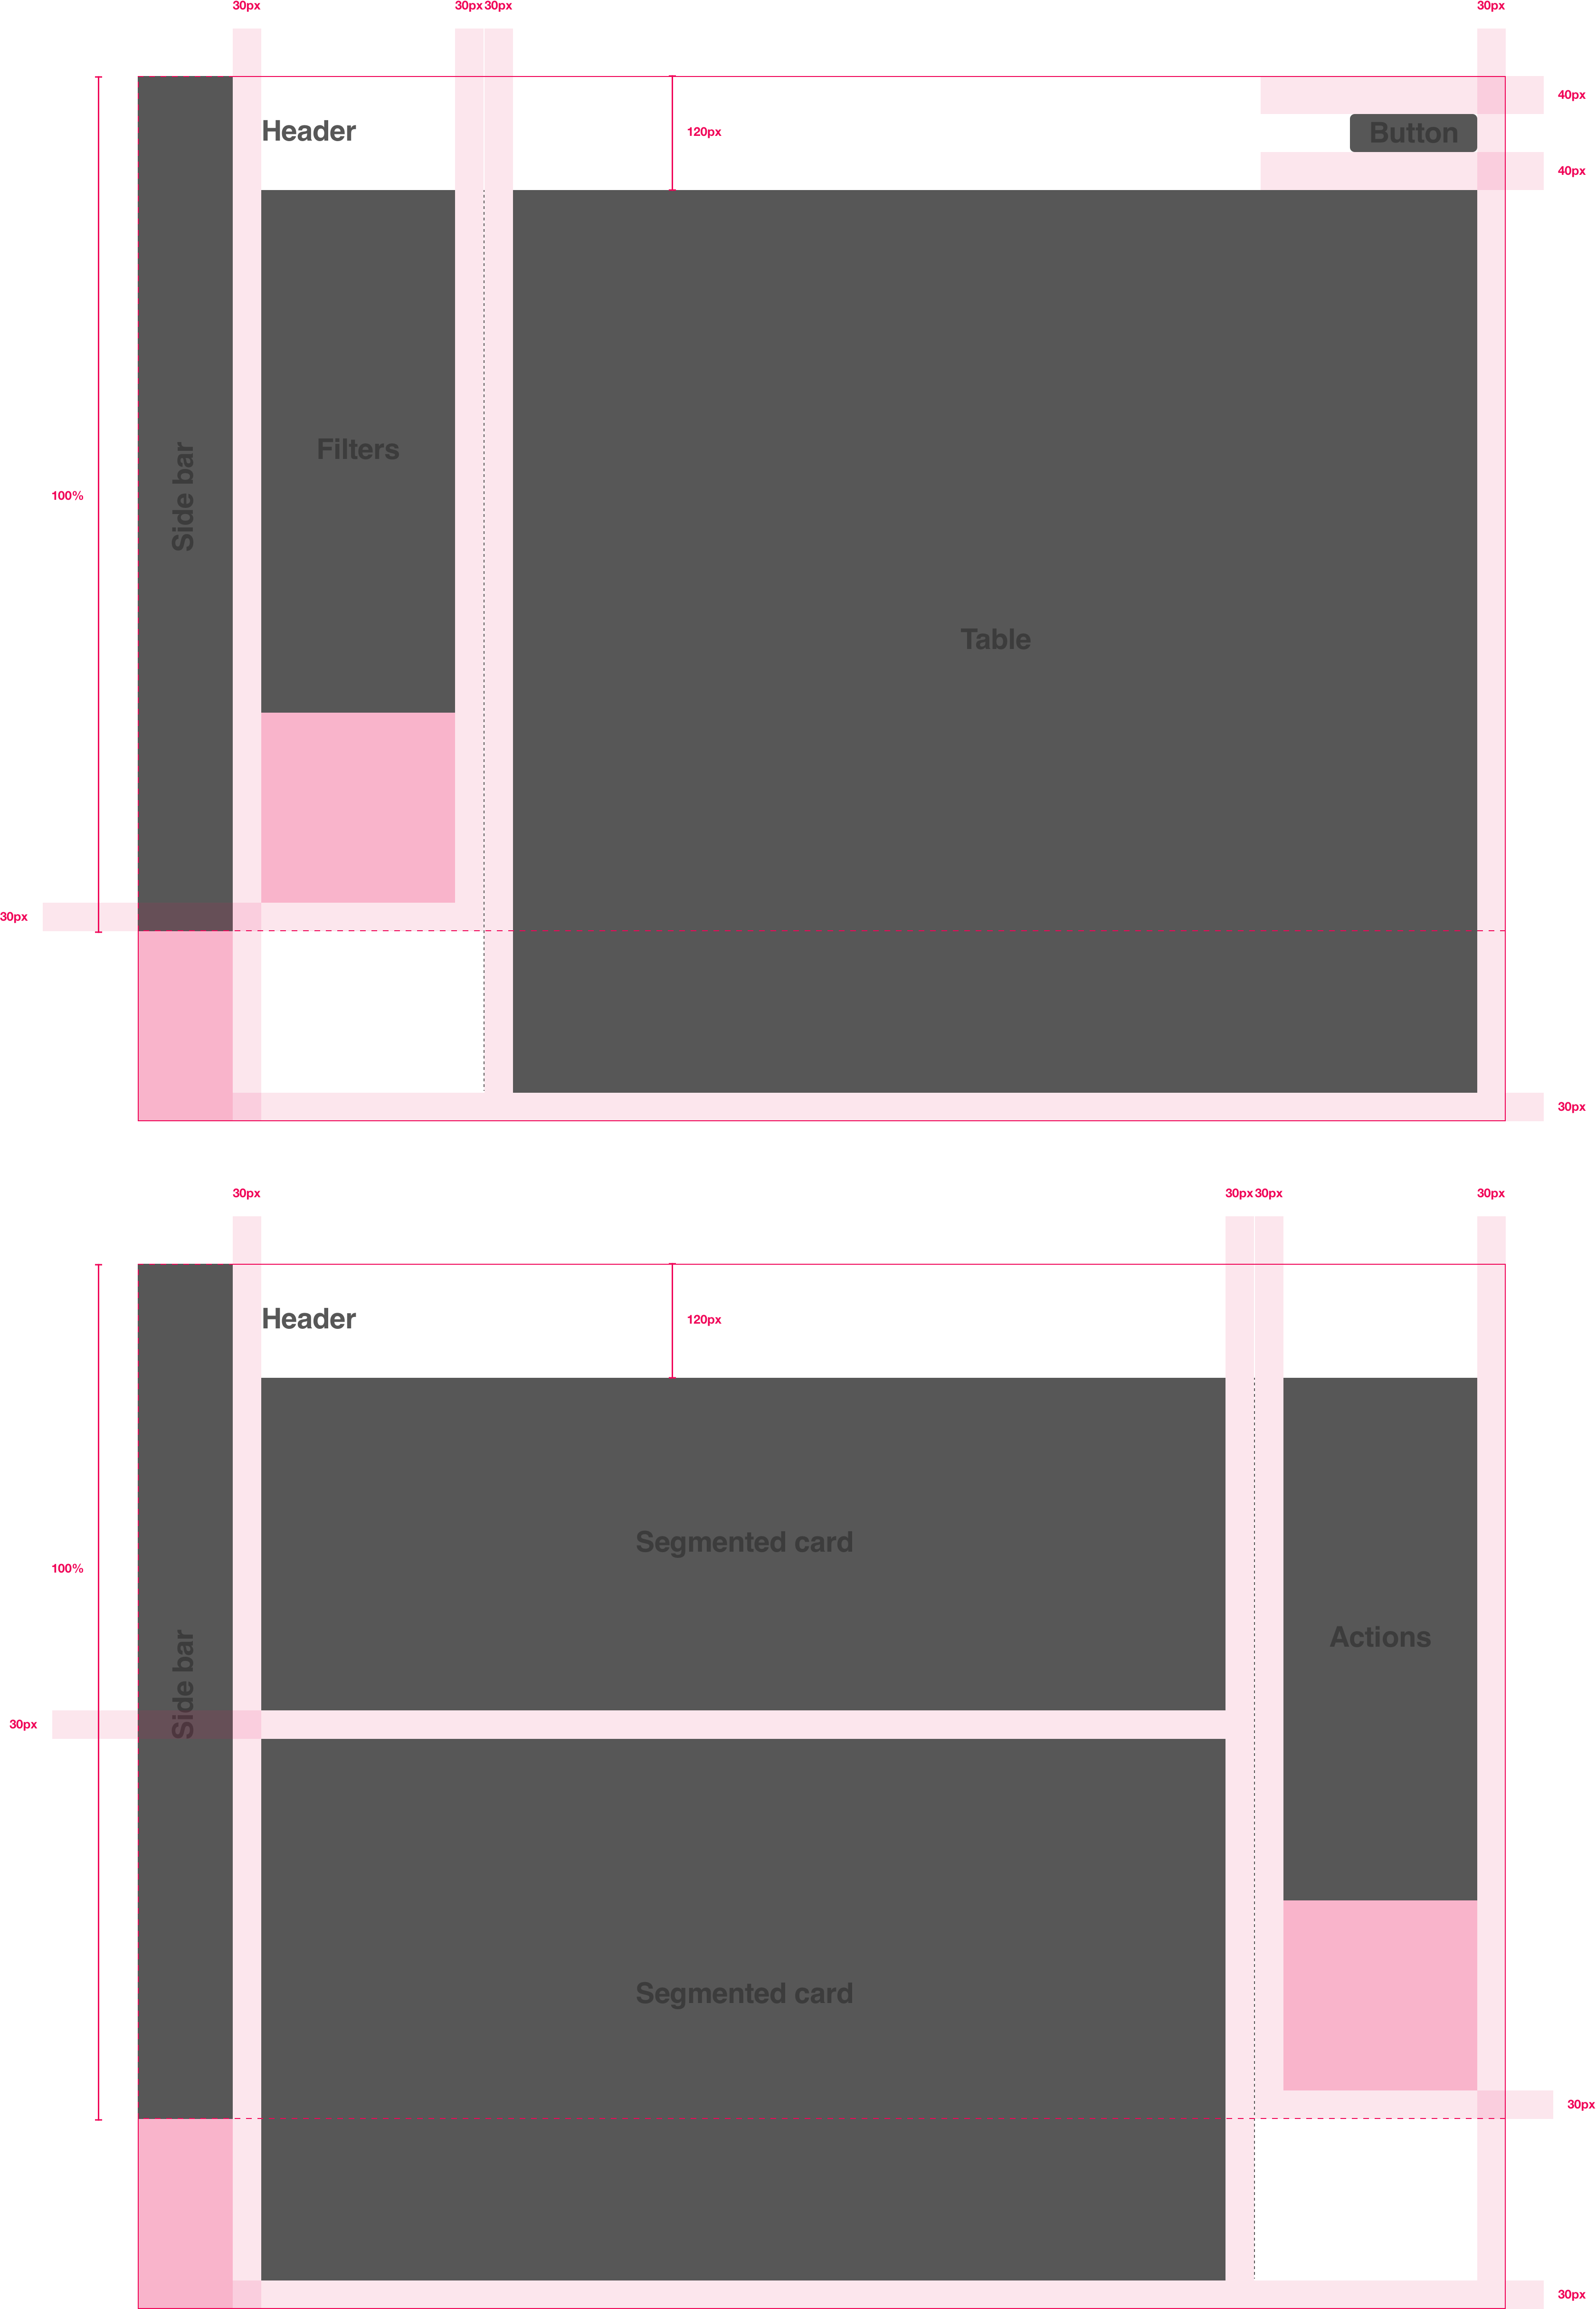 30px
30px
30px
30px
40px
Header
120px
Button
40px
Filters
100%
Side bar
Table
30px
30px
30px
30px
30px
30px
Header
120px
Segmented card
100%
Actions
Side bar
30px
Segmented card
30px
30px